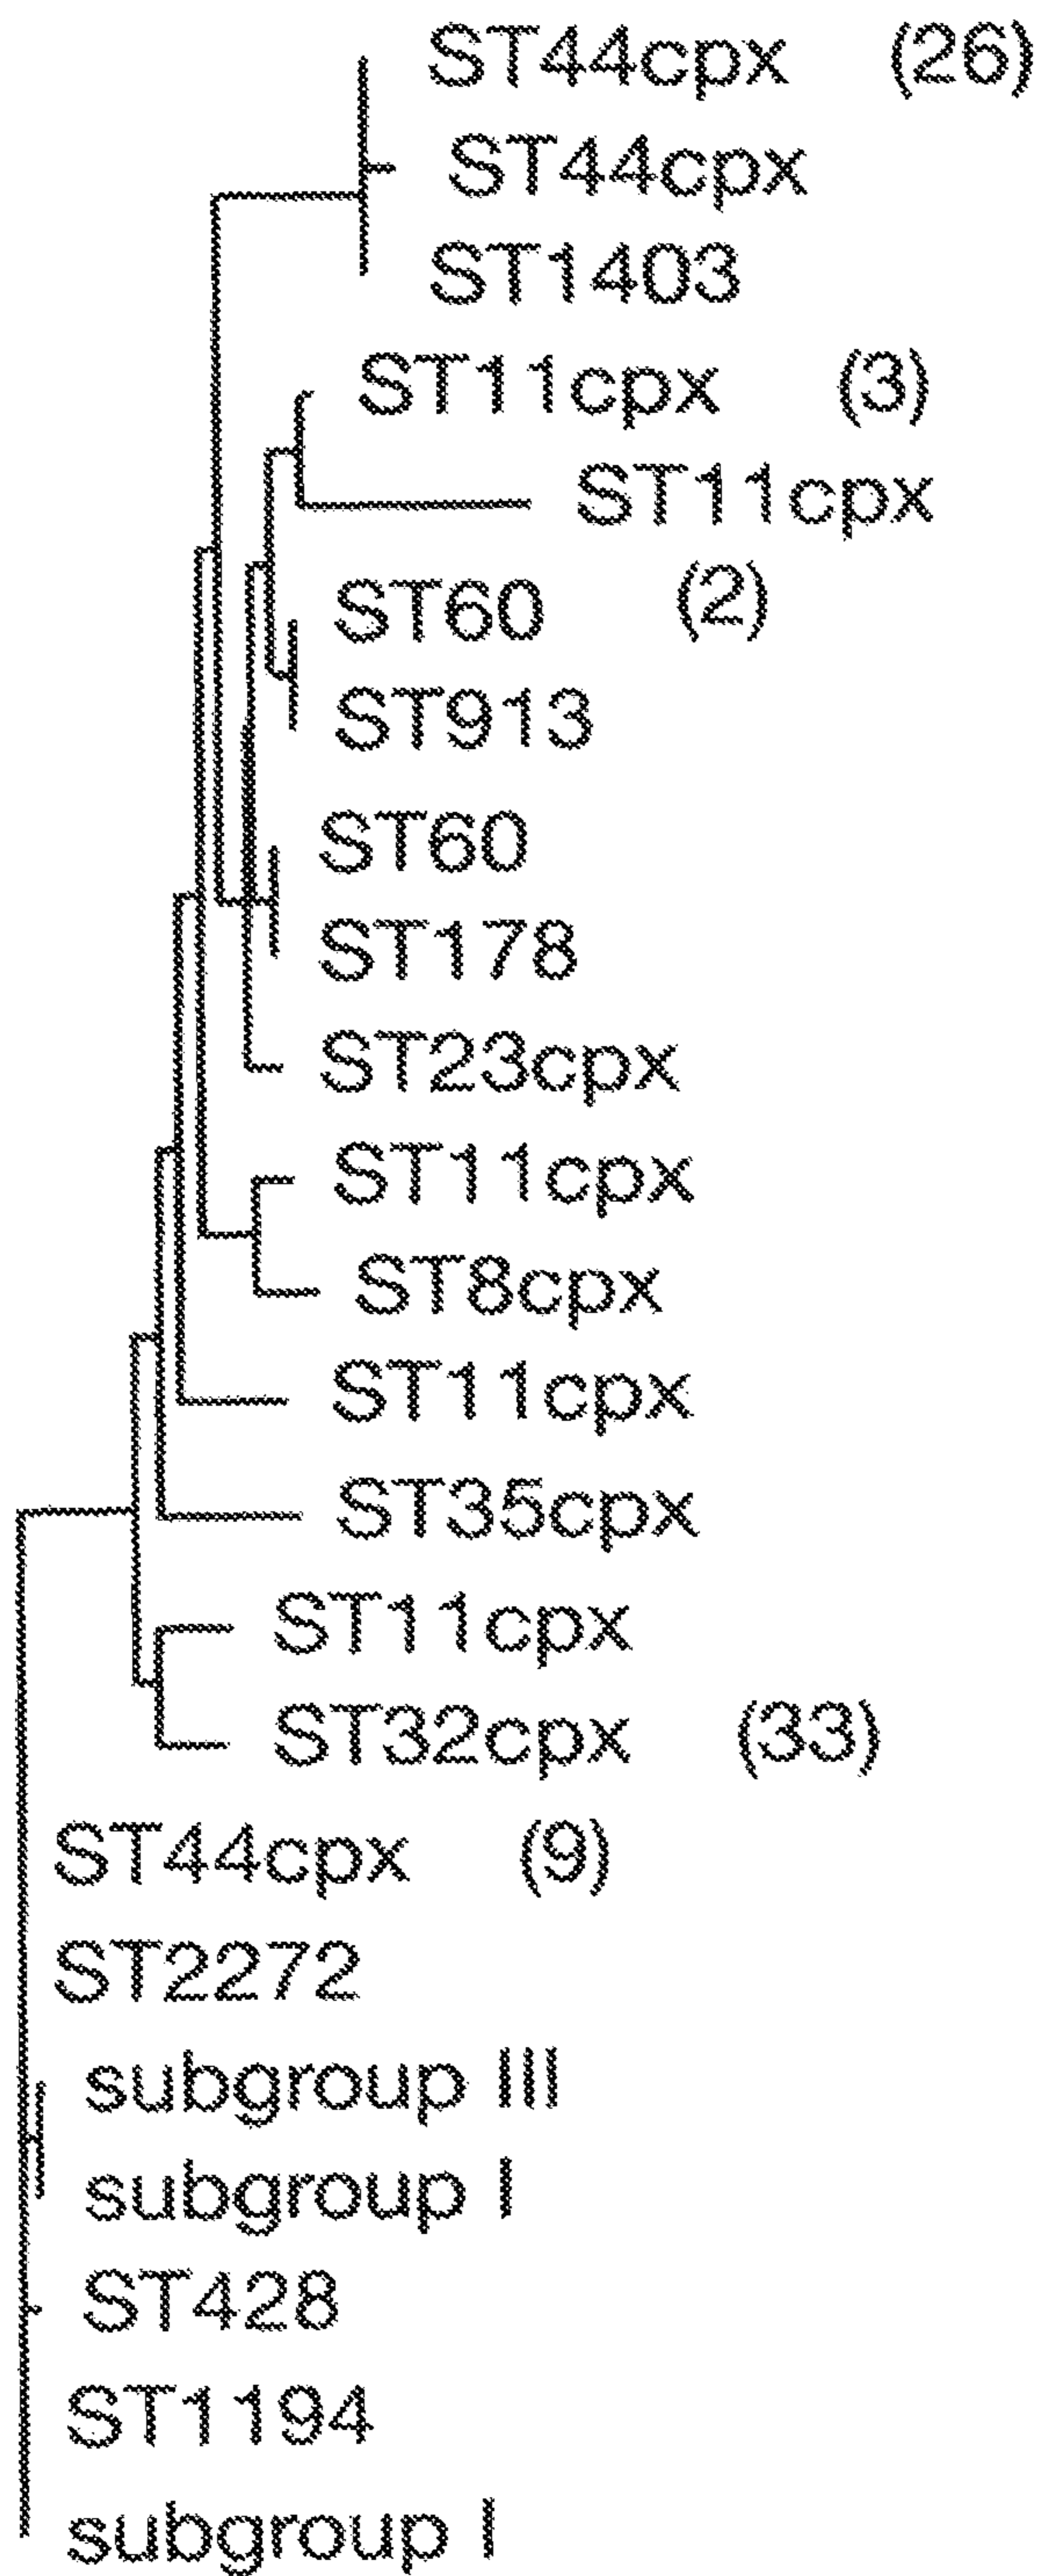 ST44cpx (26)
ST44cpx
ST1403
ST11cpx (3)
ST11cpx
ST60 (2)
ST913
ST60
ST178
ST23cpx
ST11cpx
ST8cpx
ST11cpx
ST35cpx
ST11cpx
ST32cpx (33)
ST44cpx (9)
ST2272
subgroup III
subgroup I
ST428
ST1194
subgroup I